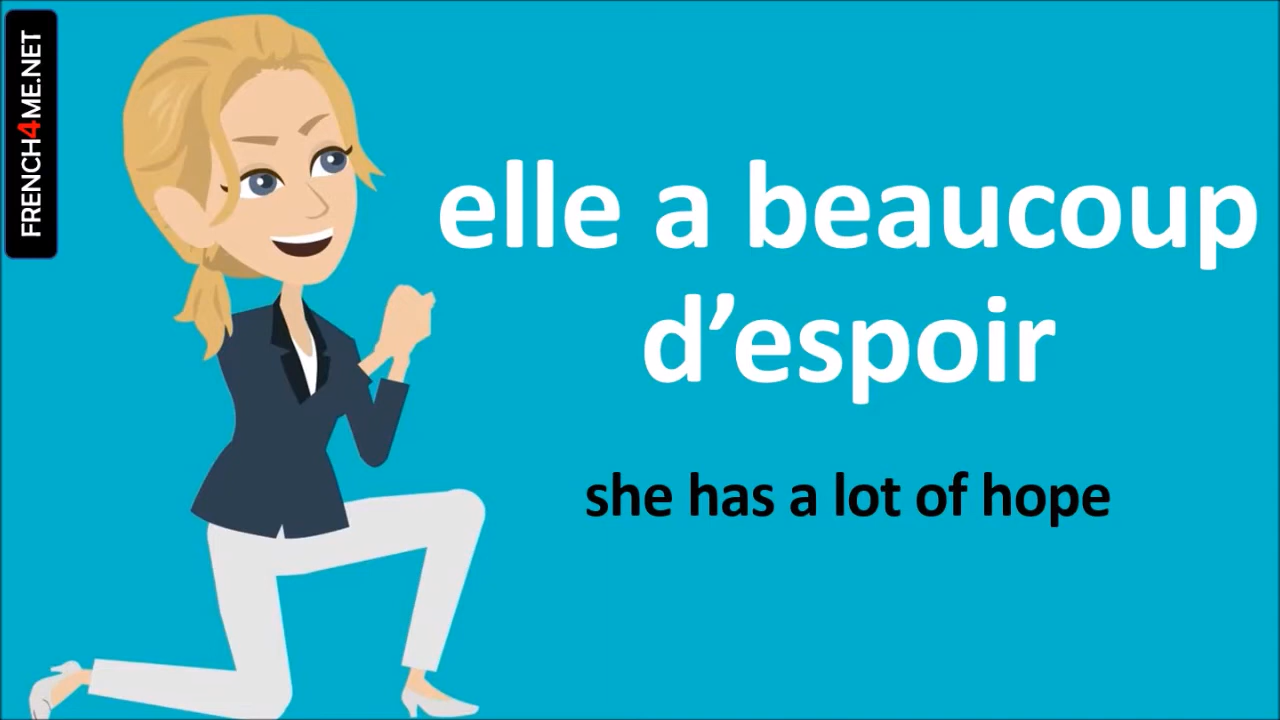 FRENCH4ME.NET
elle a beaucoup
d’espoir
she has a lot of hope